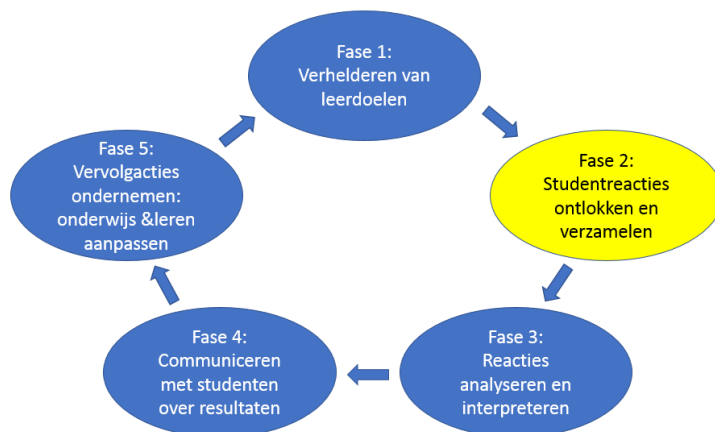 Fase 1:
Verhelderen van
leerdoelen
Fase 2:
Studentreacties
ontlokken en
verzamelen
Fase 3:
Reacties
analyseren en
interpreteren
Fase 4:
Communiceren
met studenten
over resultaten
Fase 5:
Vervolgacties
ondernemen:
onderwijs &leren
aanpassen